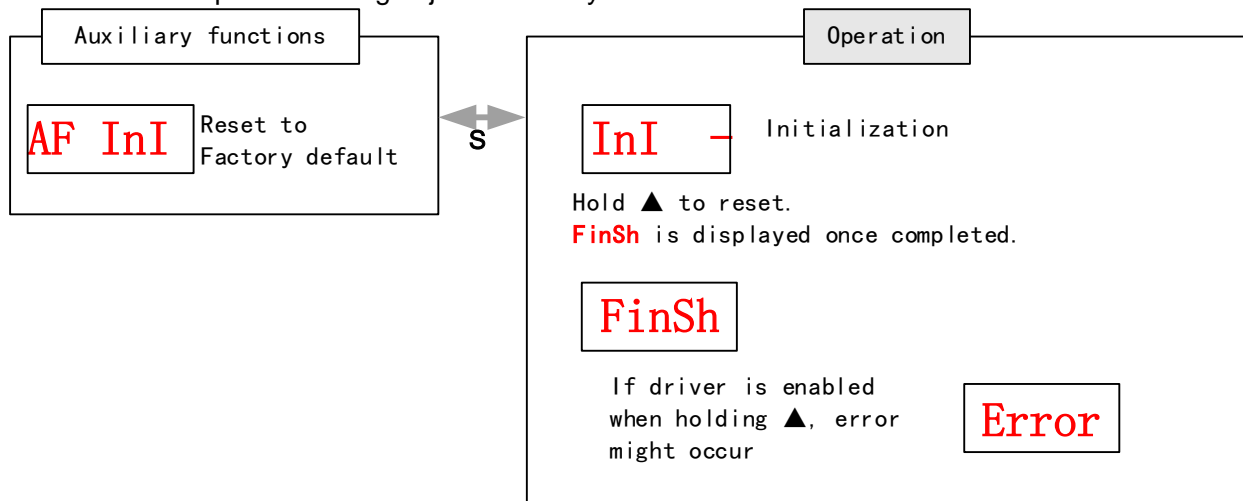 Auxiliary functions
AF InI
Reset to
Factory default
S
Operation
InI -
Initialization
Hold ▲ to reset.
FinSh is displayed once completed.
FinSh
If driver is enabled
when holding ▲, error
might occur
Error